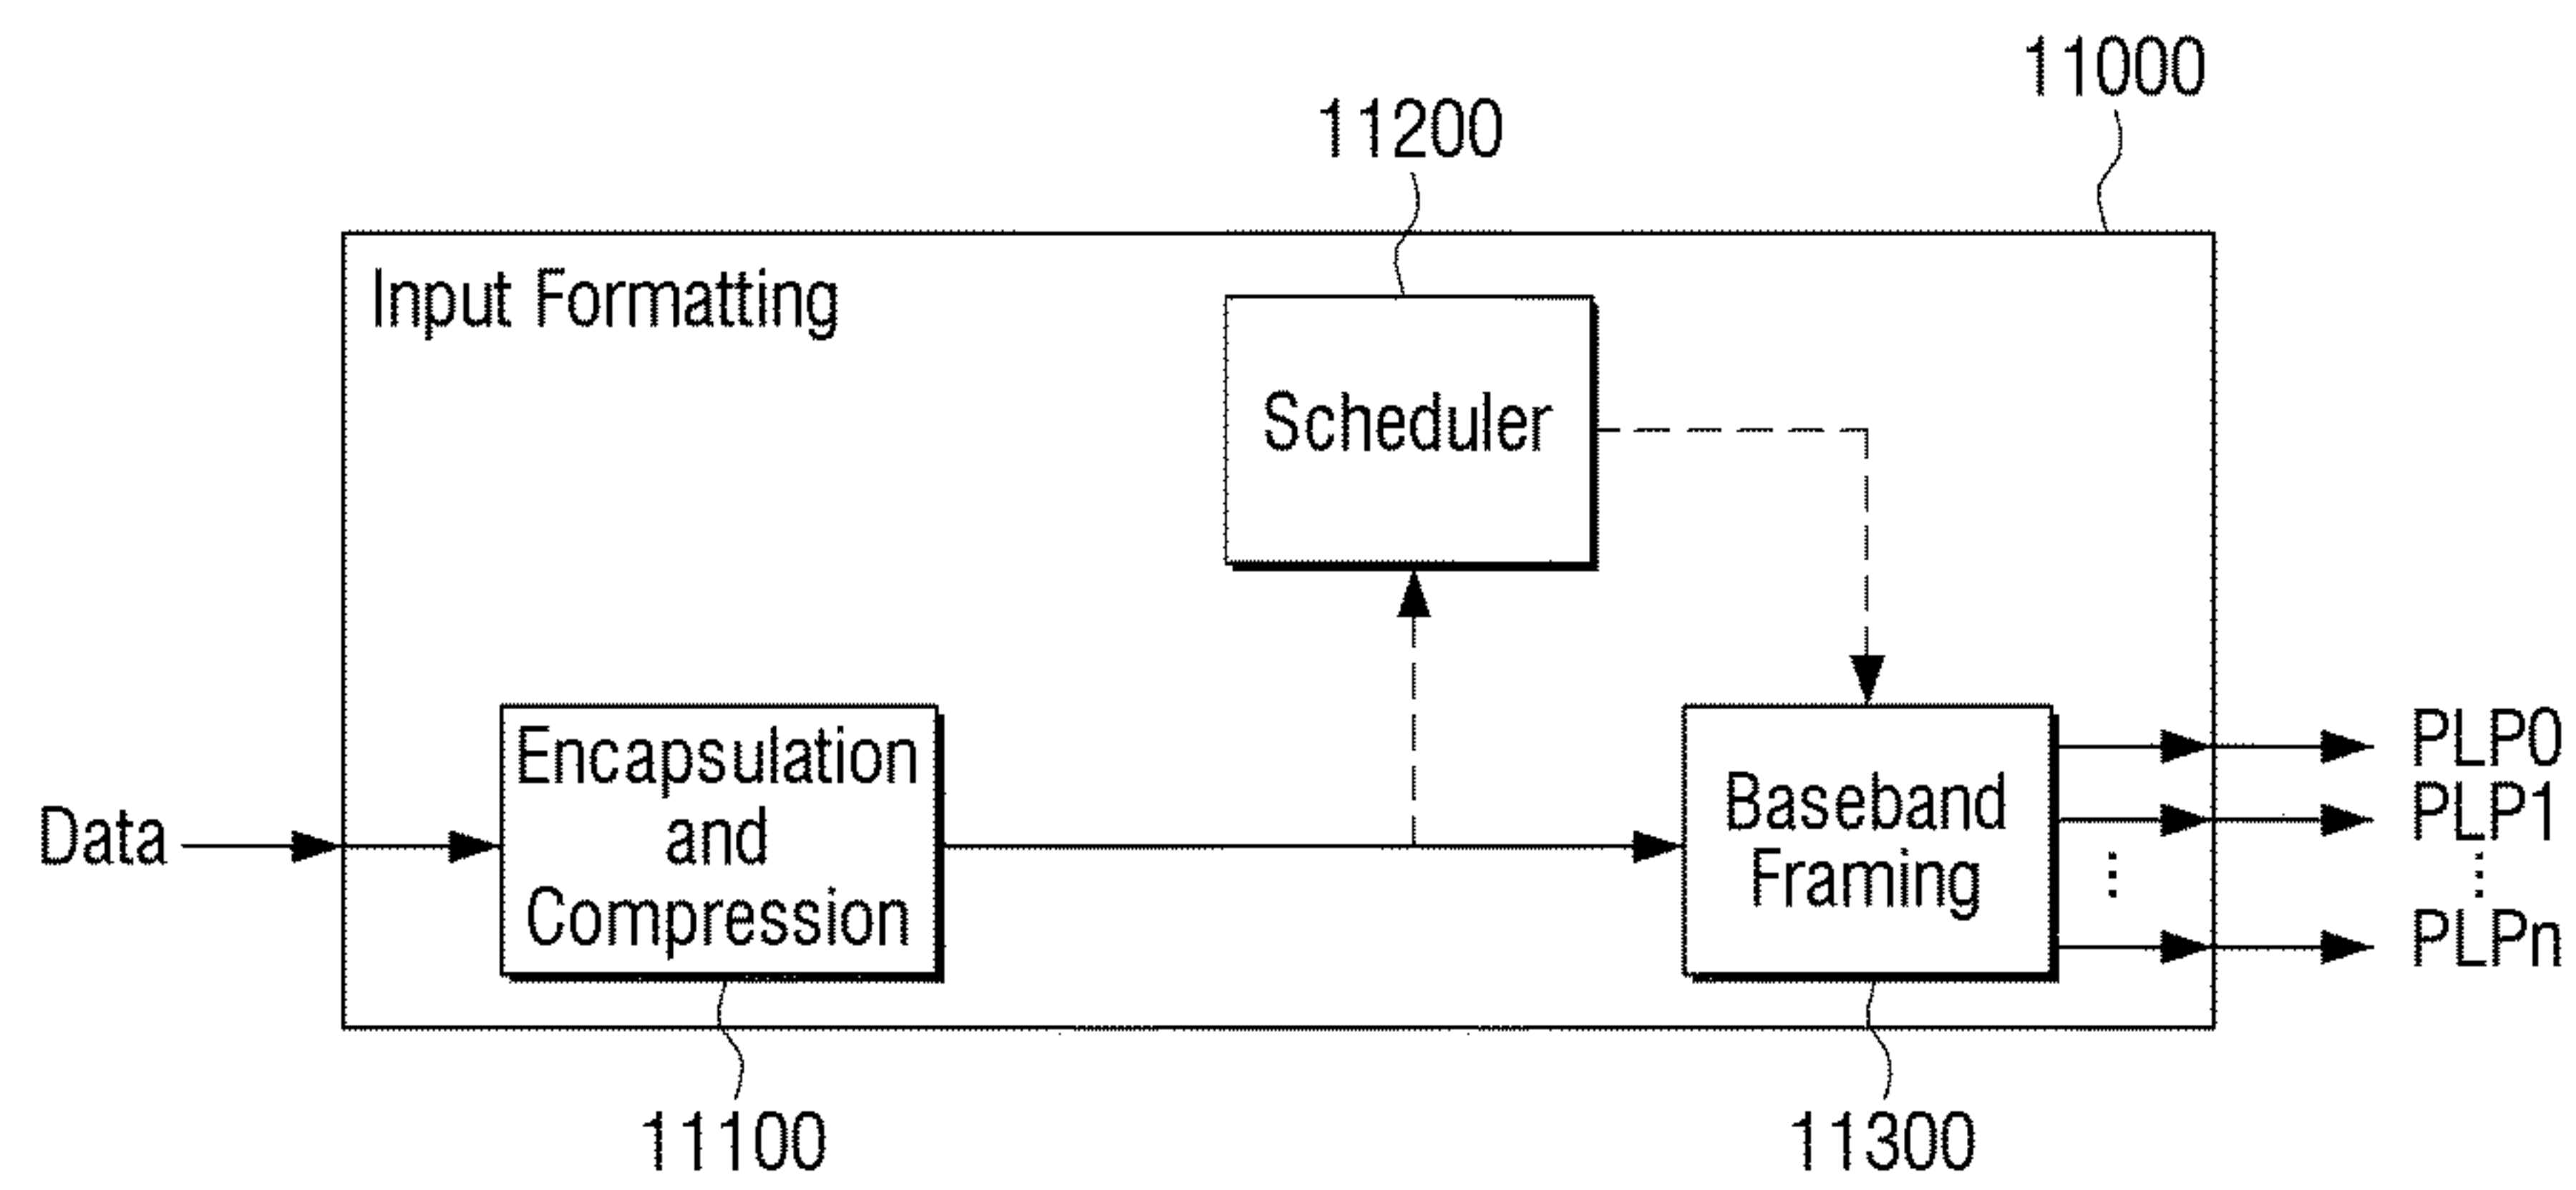 11000
11200
Input Formatting
Scheduler
Encapsulation
and
Compression
Data
Baseband
Framing
PLP0
PLP1
⋮
⋮
PLPn
11100
11300